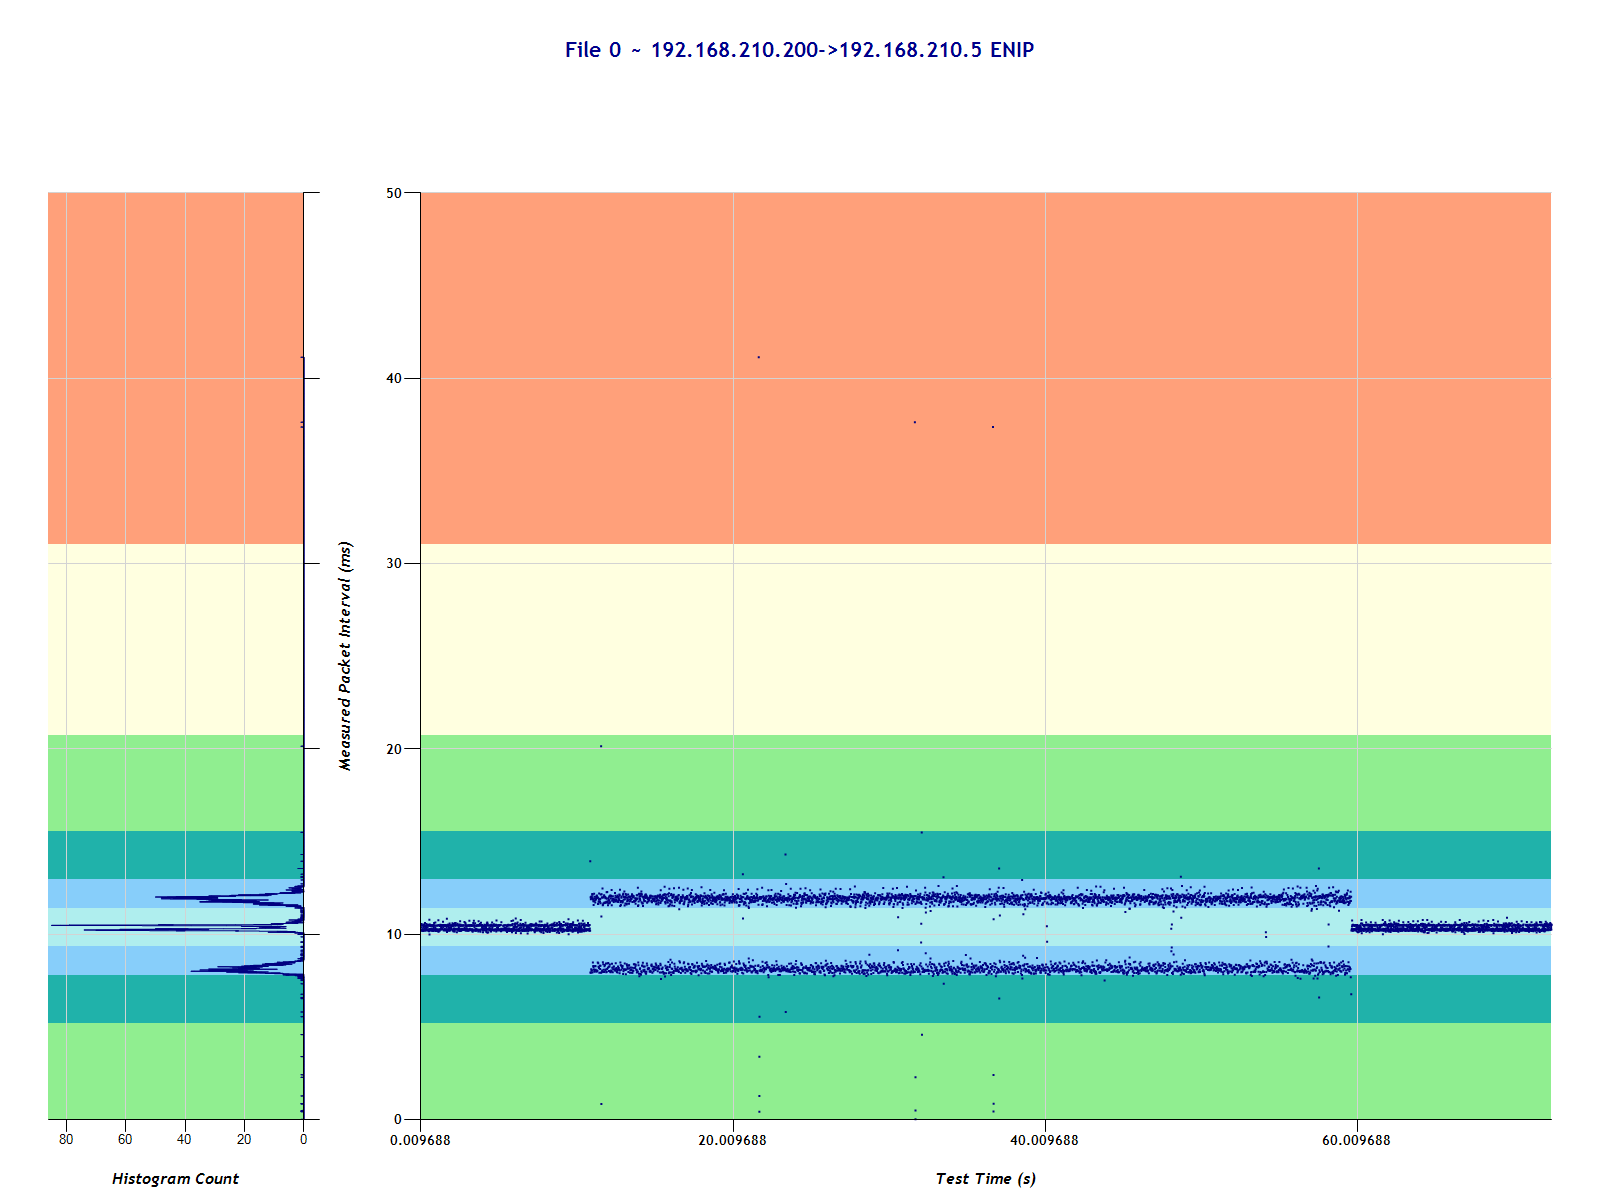 File 0 ~ 192.168.210.200->192.168.210.5 ENIP
50
40
30
20
10
0
Measured Packet Interval (ms)
80 60 40 20 0
0.009688 20.009688 40.009688 60.009688
Histogram Count
Test Time (s)